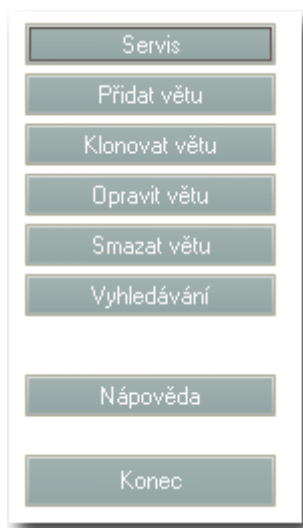 Servis
Přidat větu
Klonovat větu
Opravit větu
Smazat větu
Vyhledávání
Nápověda
Konec